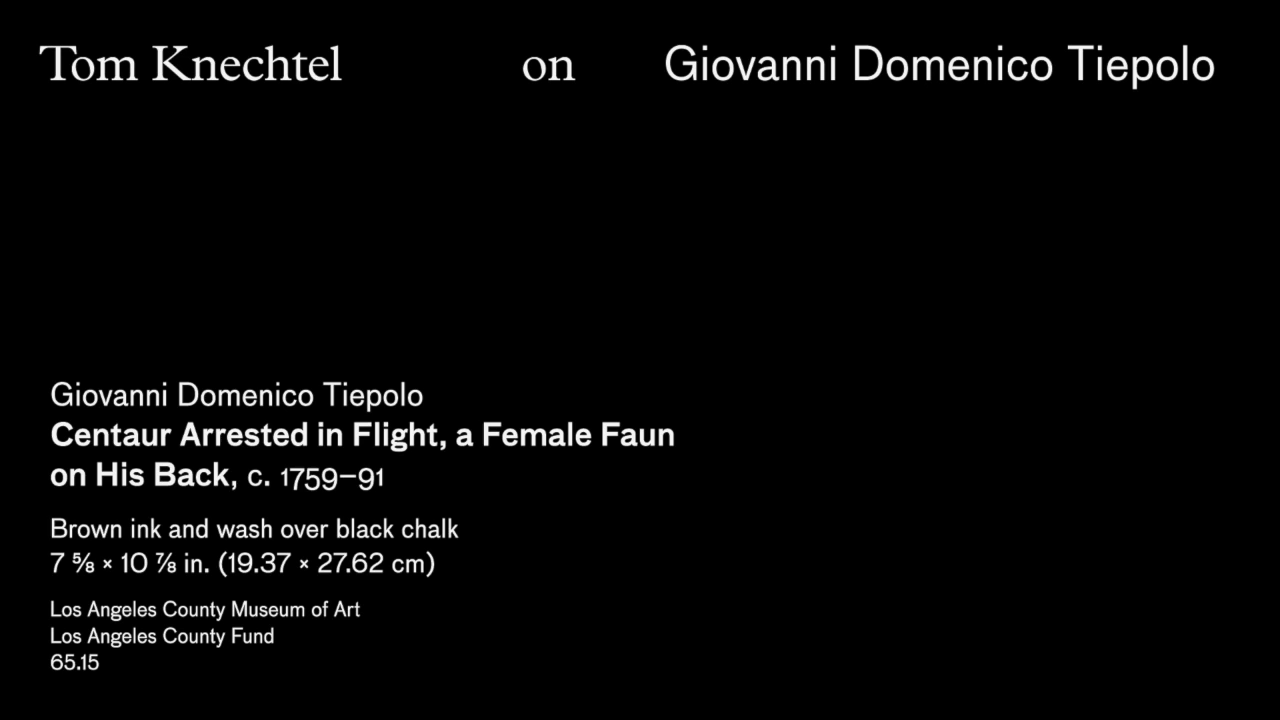 Tom Knechtel on Giovanni Domenico Tiepolo
Giovanni Domenico Tiepolo
Centaur Arrested in Flight, a Female Faun
on His Back, c. 1759–91
Brown ink and wash over black chalk
7 ⅝ × 10 ⅞ in. (19.37 × 27.62 cm)
Los Angeles County Museum of Art
Los Angeles County Fund
65.15